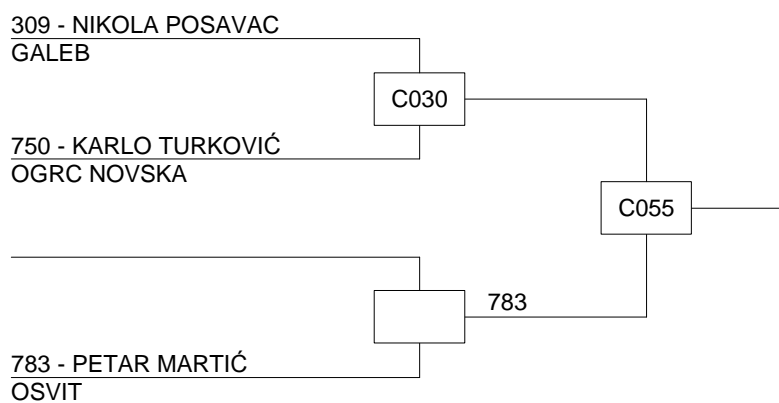 309 - NIKOLA POSAVAC
GALEB
C030
750 - KARLO TURKOVIĆ
OGRC NOVSKA
C055
783
783 - PETAR MARTIĆ
OSVIT